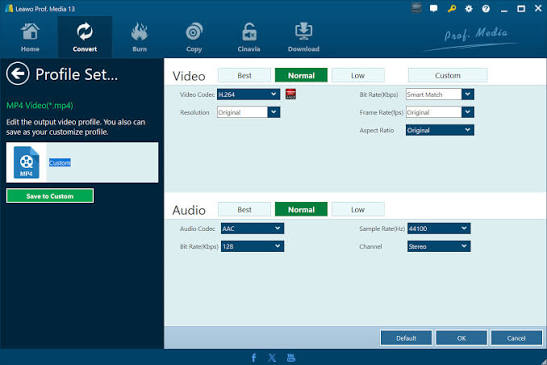 Leawo Prof. Media 13
Home
Convert
Burn
Copy
Cinavia
Download
Prof. Media
Profile Set...
MP4 Video(*.mp4)
Edit the output video profile. You also can
save as your customize profile.
MP4
Custom
Save to Custom
Video
Best
Normal
Low
Custom
Video Codec
H.264
Bit Rate(Kbps)
Smart Match
Resolution
Original
Frame Rate(fps)
Original
Aspect Ratio
Original
Audio
Best
Normal
Low
Audio Codec
AAC
Sample Rate(Hz)
44100
Bit Rate(Kbps)
128
Channel
Stereo
Default
OK
Cancel